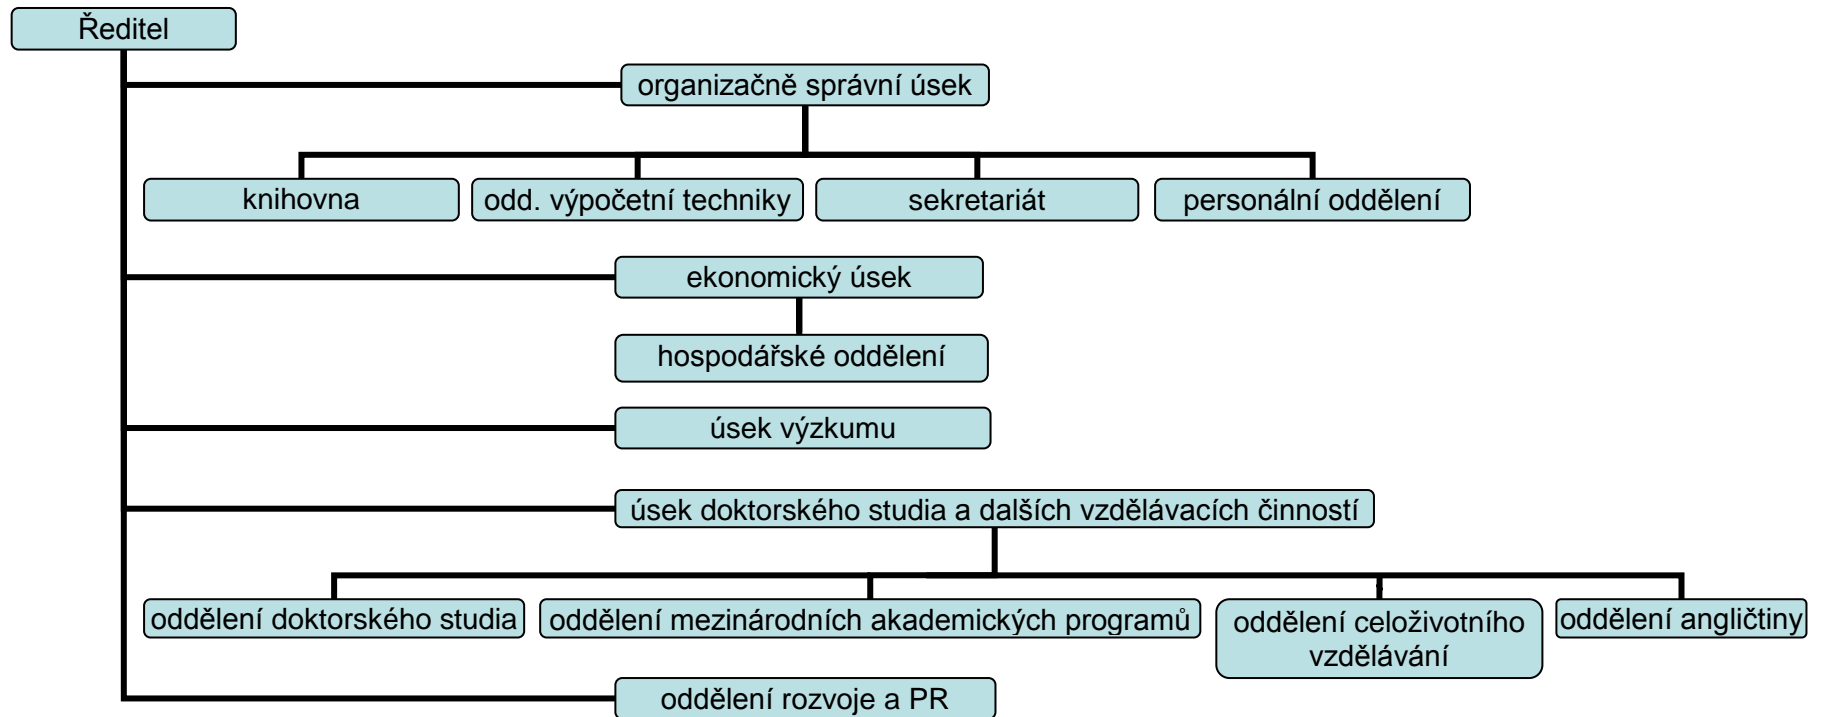 Ředitel
organizačně správní úsek
knihovna
odd. výpočetní techniky
sekretariát
personální oddělení
ekonomický úsek
hospodářské oddělení
úsek výzkumu
úsek doktorského studia a dalších vzdělávacích činností
oddělení doktorského studia
oddělení mezinárodních akademických programů
oddělení celoživotního
vzdělávání
oddělení angličtiny
oddělení rozvoje a PR